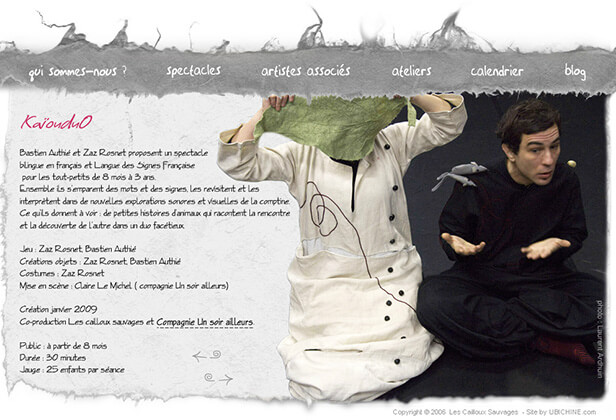 qui sommes-nous ? spectacles artistes associés ateliers calendrier blog
KaïouduO
Bastien Authié et Zaz Rosnet proposent un spectacle
bilingue en français et Langue des Signes Française
pour les tout-petits de 8 mois à 3 ans.
Ensemble ils s'emparent des mots et des signes, les revisitent et les
interprètent dans de nouvelles explorations sonores et visuelles de la comptine.
Ce qu'ils donnent à voir : de petites histoires d'animaux qui racontent la rencontre
et la découverte de l'autre dans un duo facétieux.
Jeu : Zaz Rosnet, Bastien Authié
Créations objets : Zaz Rosnet, Bastien Authié
Costumes : Zaz Rosnet
Mise en scène : Claire Le Michel ( compagnie Un soir ailleurs)
Création janvier 2009
Co-production Les cailloux sauvages et Compagnie Un soir ailleurs.
Public : à partir de 8 mois
Durée : 30 minutes
Jauge : 25 enfants par séance
photo : Laurent Ardhuin
Copyright © 2006 Les Cailloux Sauvages - Site by UBICHINE.com